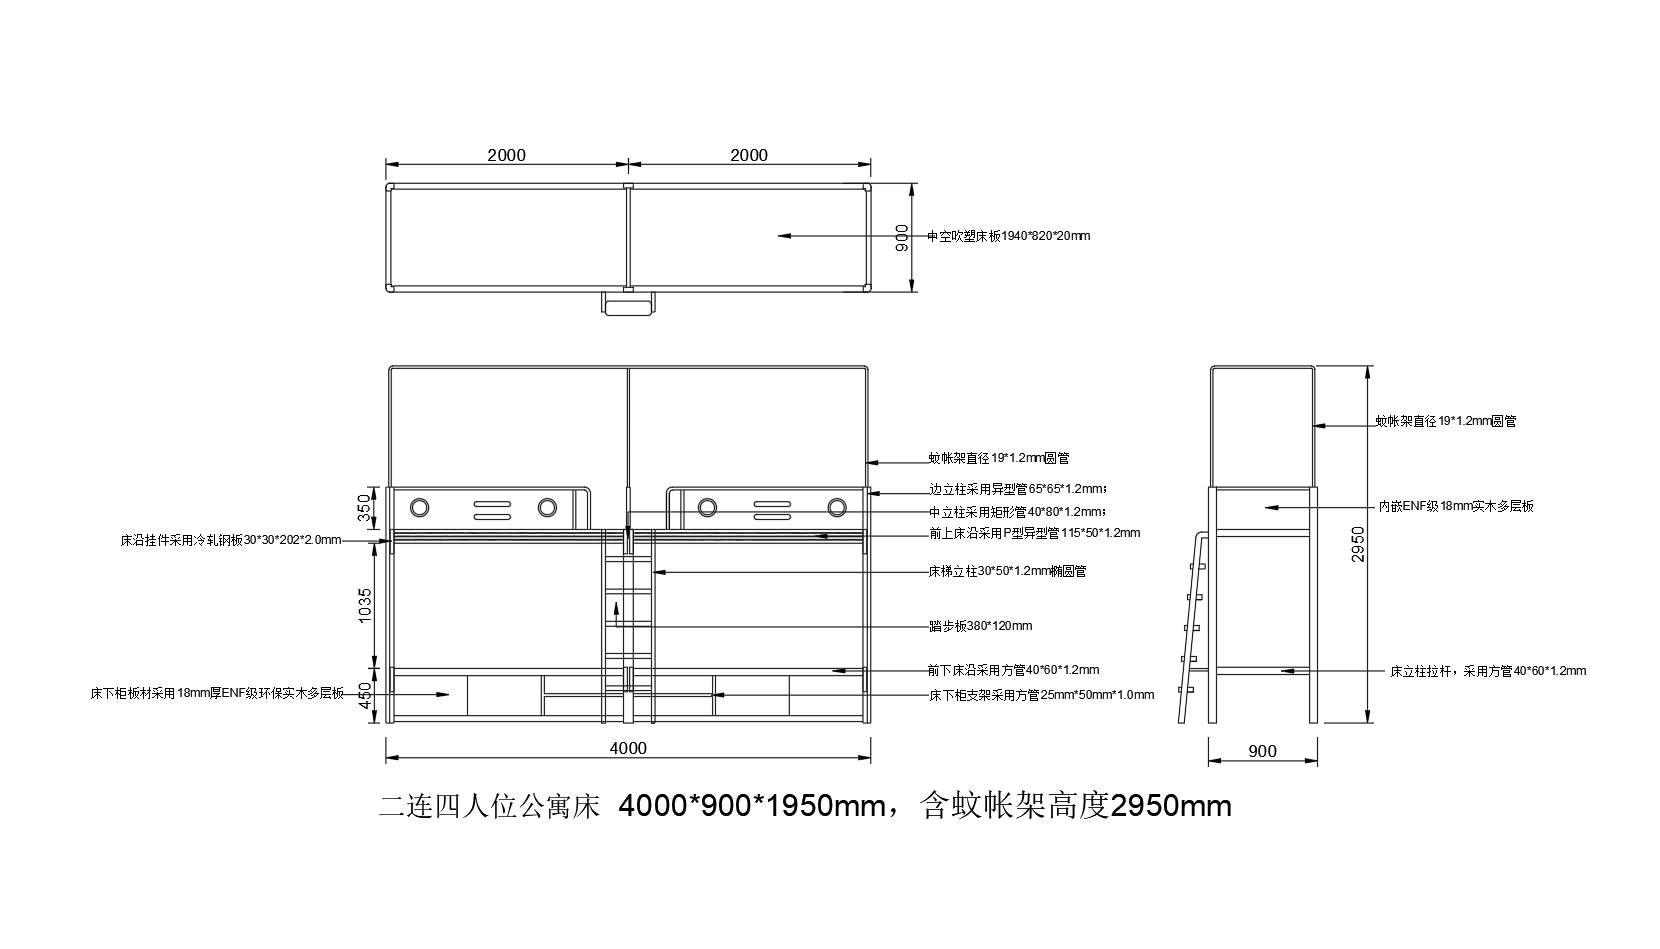 2000
2000
900
中空吹塑床板1940*820*20mm
蚊帐架直径19*1.2mm圆管
蚊帐架直径19*1.2mm圆管
边立柱采用异型管65*65*1.2mm；
350
中立柱采用矩形管40*80*1.2mm；
内嵌ENF级18mm实木多层板
前上床沿采用P型异型管115*50*1.2mm
床沿挂件采用冷轧钢板30*30*202*2.0mm
2950
床梯立柱30*50*1.2mm椭圆管
1035
踏步板380*120mm
前下床沿采用方管40*60*1.2mm
床立柱拉杆，采用方管40*60*1.2mm
床下柜板材采用18mm厚ENF级环保实木多层板
450
床下柜支架采用方管25mm*50mm*1.0mm
4000
900
二连四人位公寓床 4000*900*1950mm，含蚊帐架高度2950mm